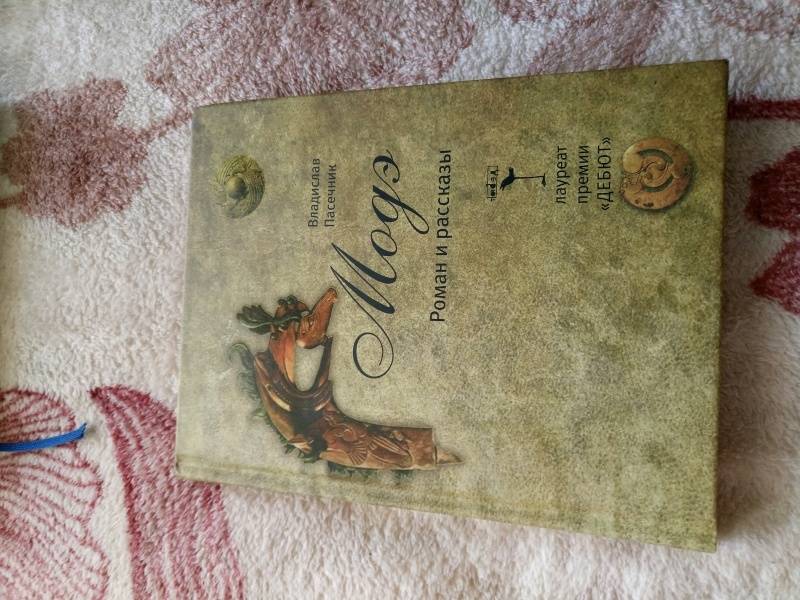 Владислав
Пасечник
Модэ
Роман и рассказы
лауреат
премии
«ДЕБЮТ»